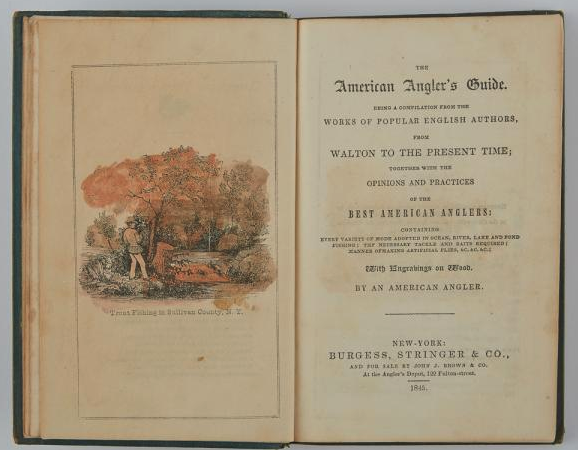 Trout Fishing in Sullivan County, N. Y.
THE
American Angler's Guide.
BEING A COMPILATION FROM THE
WORKS OF POPULAR ENGLISH AUTHORS,
FROM
WALTON TO THE PRESENT TIME;
TOGETHER WITH THE
OPINIONS AND PRACTICES
OF THE
BEST AMERICAN ANGLERS:
CONTAINING
EVERY VARIETY OF MODE ADOPTED IN OCEAN, RIVER, LAKE AND POND
FISHING; THE NECESSARY TACKLE AND BAITS REQUIRED;
MANNER OF MAKING ARTIFICIAL FLIES, &C. &C. &C.;
With Engravings on Wood.
BY AN AMERICAN ANGLER.
NEW-YORK:
BURGESS, STRINGER & CO.,
AND FOR SALE BY JOHN J. BROWN & CO.
At the Angler's Depot, 122 Fulton-street.
1845.